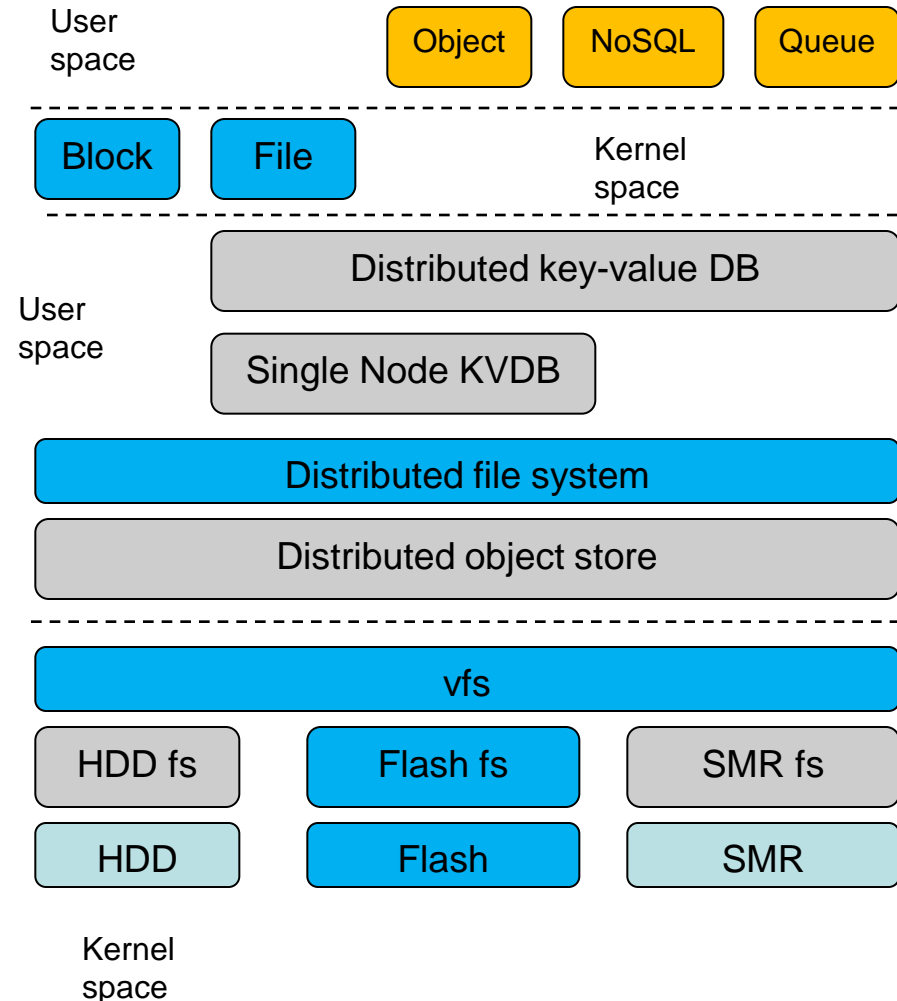 User
space
Object
NoSQL
Queue
Block
File
Kernel
space
Distributed key-value DB
User
space
Single Node KVDB
Distributed file system
Distributed object store
vfs
HDD fs
Flash fs
SMR fs
HDD
Flash
SMR
Kernel
space